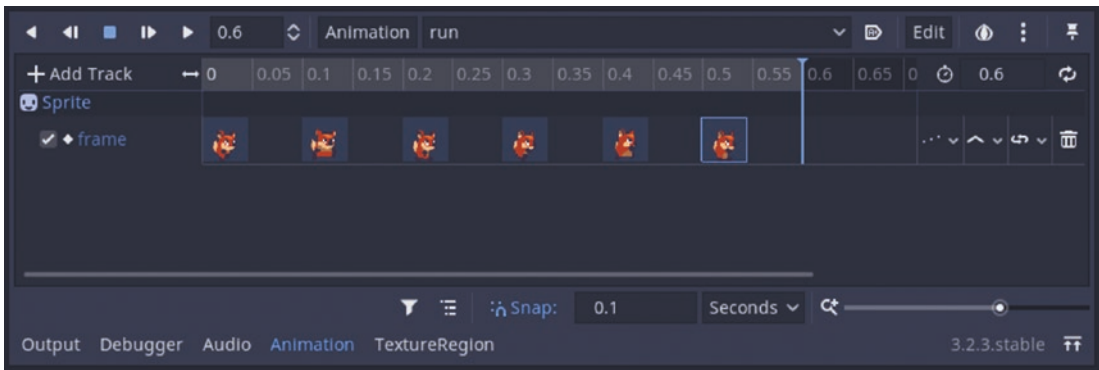 0.6 Animation run Edit
Add Track 0 0.05 0.1 0.15 0.2 0.25 0.3 0.35 0.4 0.45 0.5 0.55 0.6 0.65 0 0.6
Sprite
frame
Snap: 0.1 Seconds
Output Debugger Audio Animation TextureRegion 3.2.3.stable